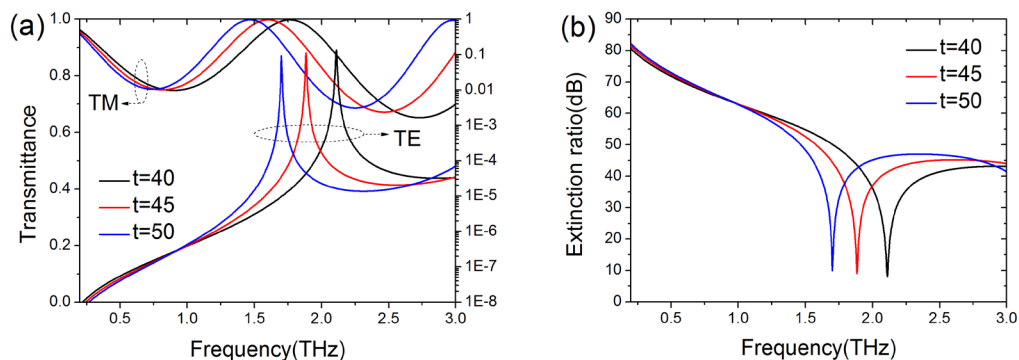 (a)
1.0
0.8
0.6
0.4
0.2
0.0
Transmittance
TM
TE
t=40
t=45
t=50
1
0.1
0.01
1E-3
1E-4
1E-5
1E-6
1E-7
1E-8
0.5 1.0 1.5 2.0 2.5 3.0
Frequency(THz)
(b)
90
80
70
60
50
40
30
20
10
0
Extinction ratio(dB)
t=40
t=45
t=50
0.5 1.0 1.5 2.0 2.5 3.0
Frequency(THz)